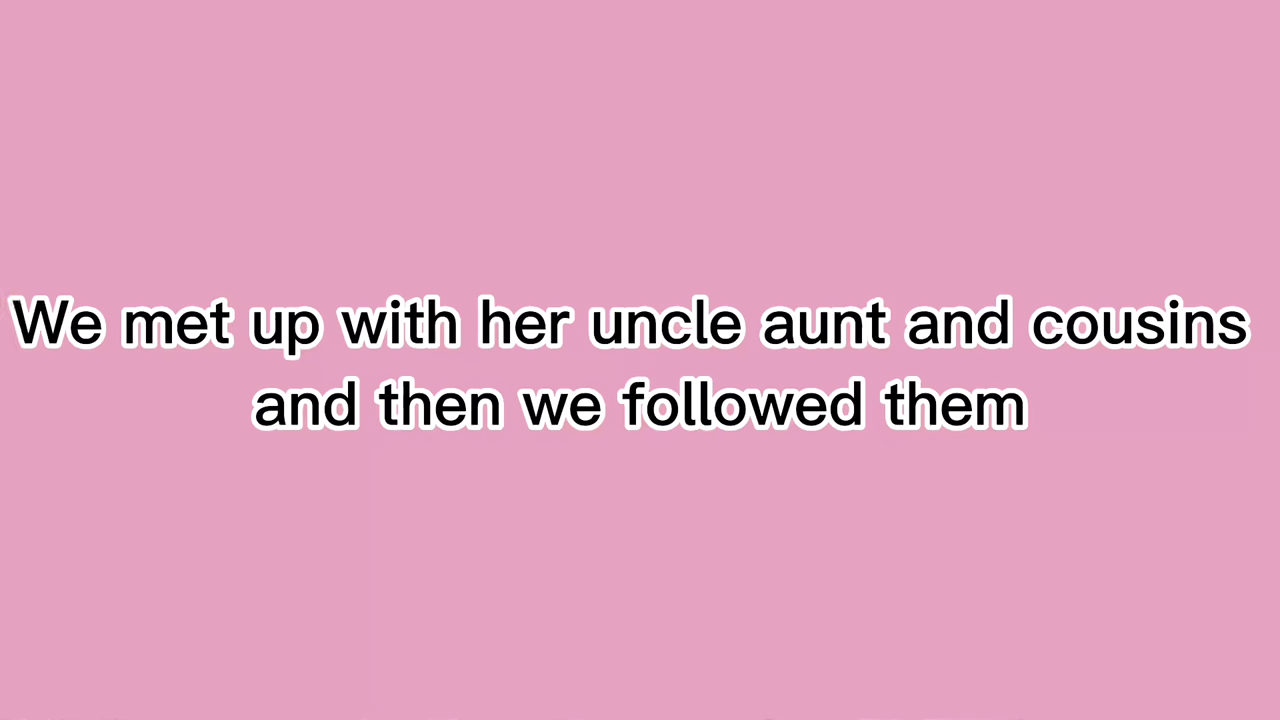 We met up with her uncle aunt and cousins
and then we followed them